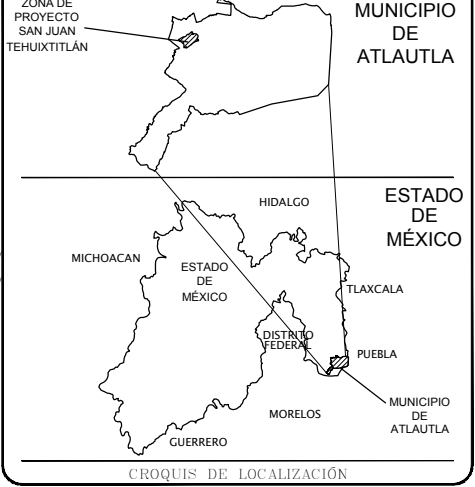 ZONA DE
PROYECTO
SAN JUAN
TEHUIXTITLÁN
MUNICIPIO
DE
ATLAUTLA
ESTADO
DE
MÉXICO
HIDALGO
MICHOACAN
ESTADO
DE
MÉXICO
TLAXCALA
DISTRITO
FEDERAL
PUEBLA
MUNICIPIO
DE
ATLAUTLA
MORELOS
GUERRERO
CROQUIS DE LOCALIZACIÓN